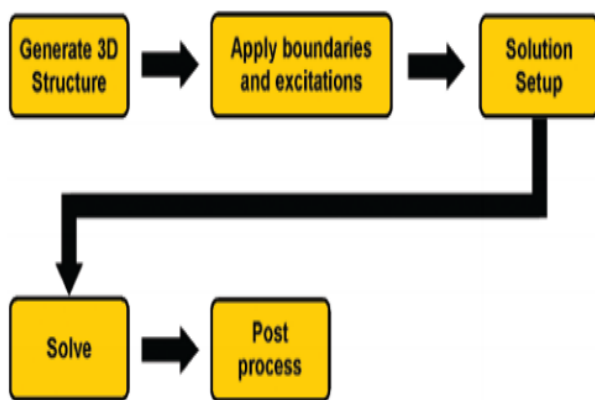 Generate 3D
Structure
Apply boundaries
and excitations
Solution
Setup
Solve
Post
process